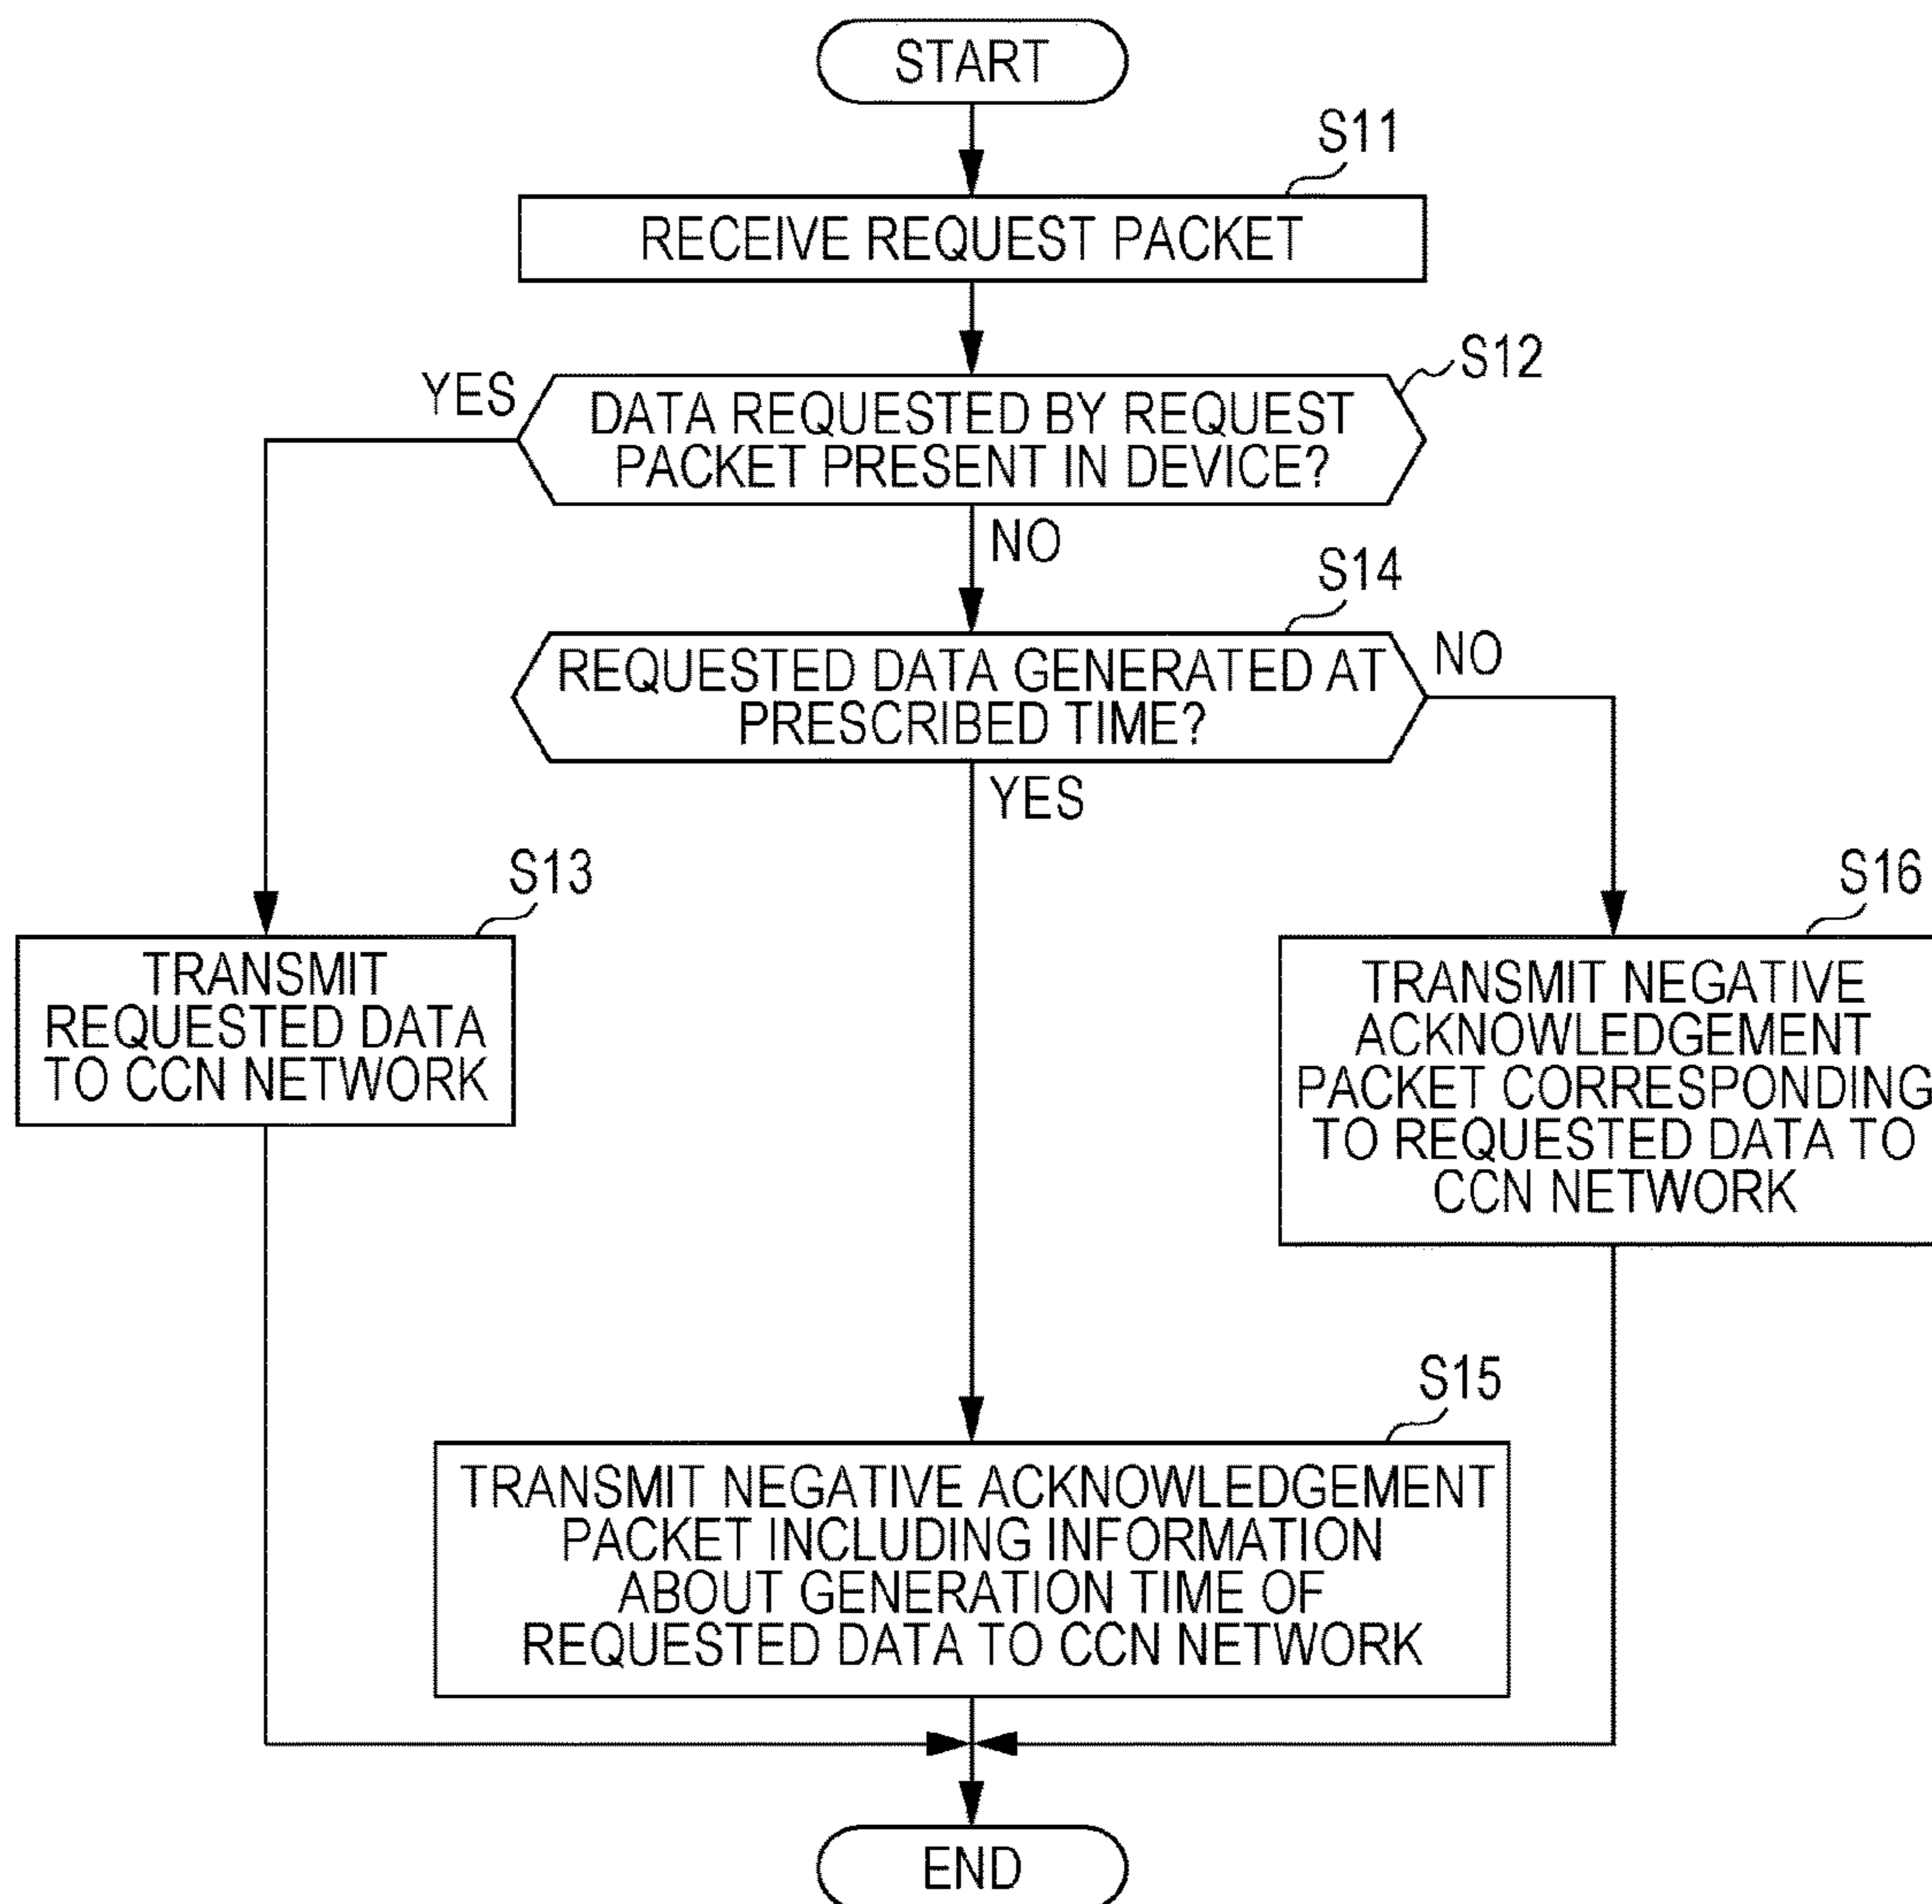 START
S11
RECEIVE REQUEST PACKET
S12
YES
DATA REQUESTED BY REQUEST
PACKET PRESENT IN DEVICE?
NO
S14
REQUESTED DATA GENERATED AT
PRESCRIBED TIME?
NO
YES
S13
TRANSMIT
REQUESTED DATA
TO CCN NETWORK
S16
TRANSMIT NEGATIVE
ACKNOWLEDGEMENT
PACKET CORRESPONDING
TO REQUESTED DATA TO
CCN NETWORK
S15
TRANSMIT NEGATIVE ACKNOWLEDGEMENT
PACKET INCLUDING INFORMATION
ABOUT GENERATION TIME OF
REQUESTED DATA TO CCN NETWORK
END